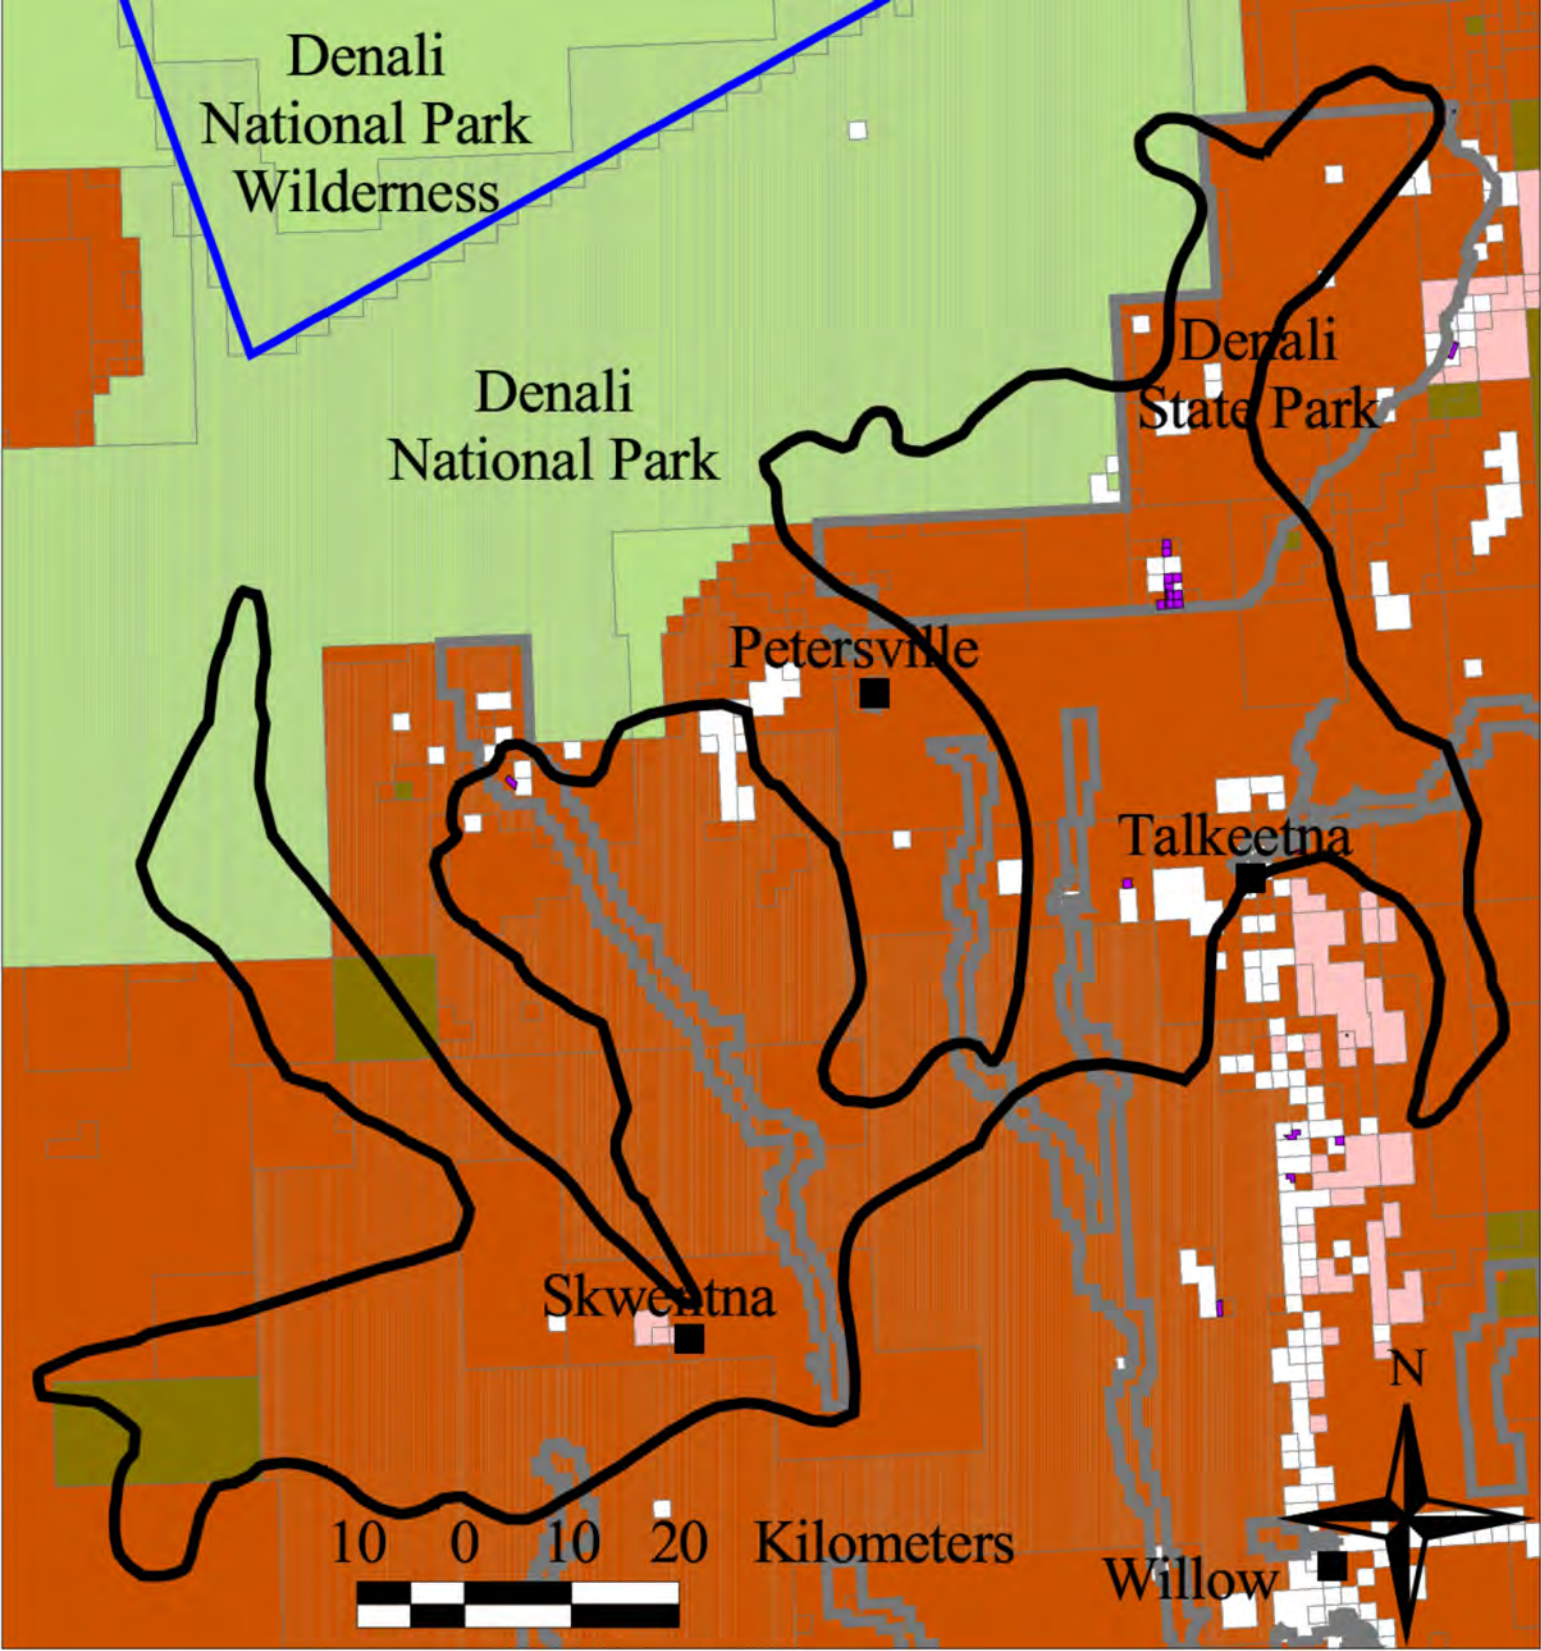 Denali
National Park
Wilderness
Denali
National Park
Denali
State Park
Petersville
Talkeetna
Skwentna
N
10 0 10 20 Kilometers
Willow